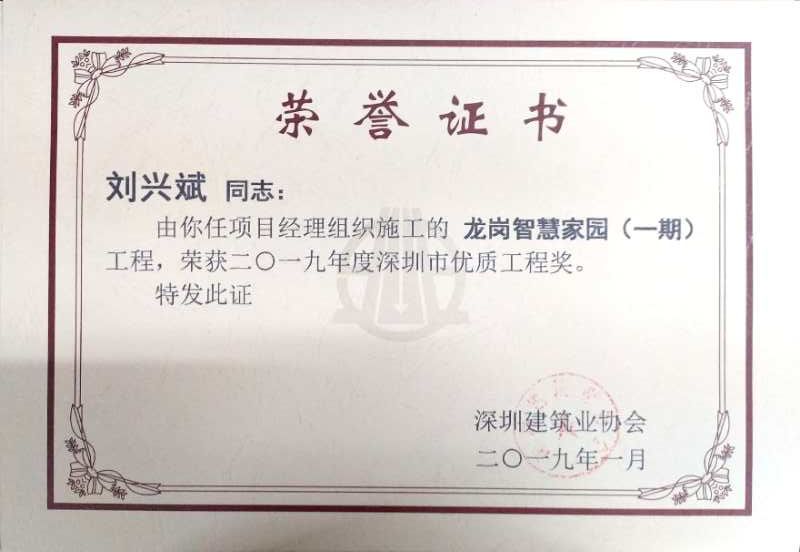 荣誉证书
刘兴斌 同志：
由你任项目经理组织施工的 龙岗智慧家园（一期）
工程，荣获二〇一九年度深圳市优质工程奖。
特发此证
深圳建筑业协会
二〇一九年一月